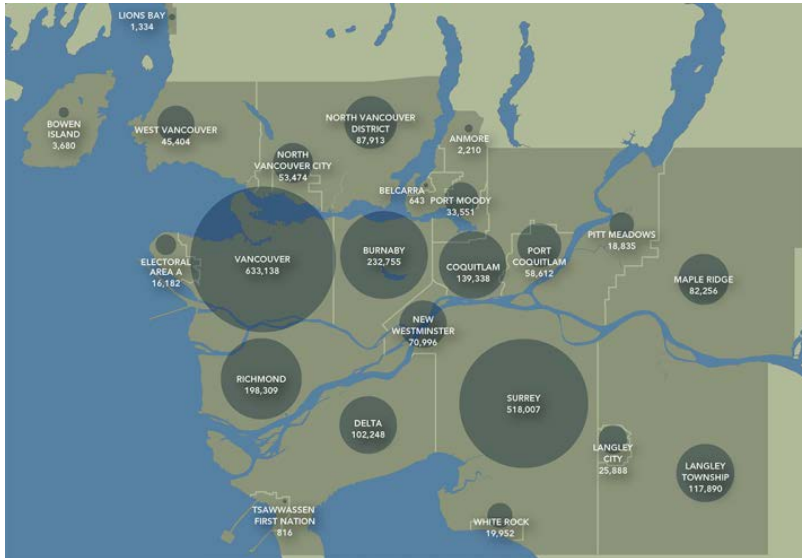 LIONS BAY
1,334
BOWEN
ISLAND
3,680
WEST VANCOUVER
45,404
NORTH VANCOUVER
DISTRICT
87,913
NORTH
VANCOUVER CITY
53,474
ANMORE
2,210
BELCARRA
643
PORT MOODY
33,551
ELECTORAL
AREA A
16,182
VANCOUVER
633,138
BURNABY
232,755
COQUITLAM
139,338
PORT
COQUITLAM
58,612
PITT MEADOWS
18,835
MAPLE RIDGE
82,256
NEW
WESTMINSTER
70,996
RICHMOND
198,309
DELTA
102,248
SURREY
518,007
LANGLEY
CITY
25,888
LANGLEY
TOWNSHIP
117,890
TSAWWASSEN
FIRST NATION
816
WHITE ROCK
19,952